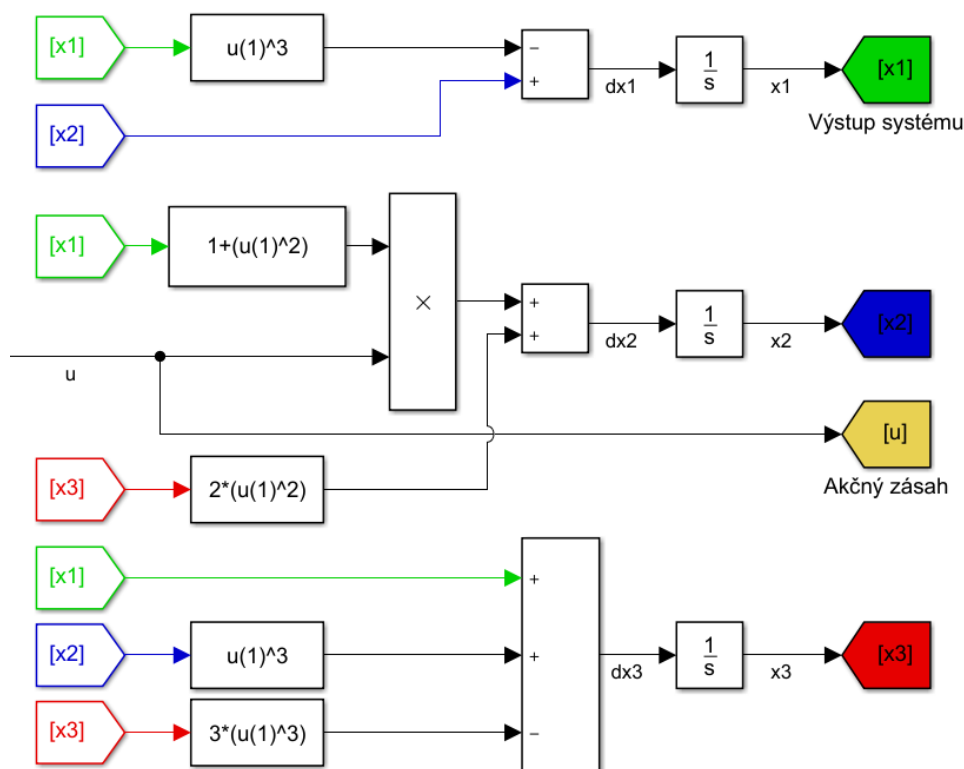 [x1]
u(1)^3
−
+
dx1
1
s
x1
[x1]
Výstup systému
[x2]
[x1]
1+(u(1)^2)
×
u
+
+
dx2
1
s
x2
[x2]
[u]
Akčný zásah
[x3]
2*(u(1)^2)
[x1]
+
[x2]
u(1)^3
+
dx3
1
s
x3
[x3]
[x3]
3*(u(1)^3)
−